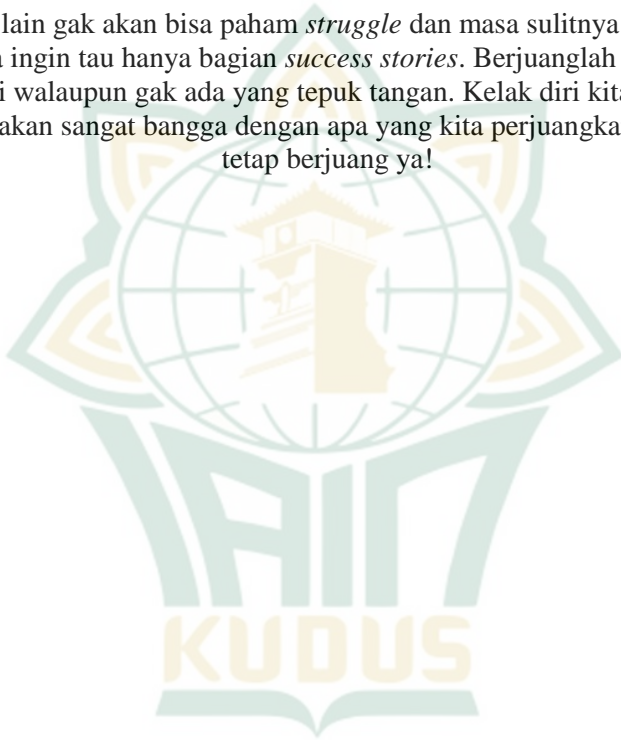 lain gak akan bisa paham struggle dan masa sulitnya
ingin tau hanya bagian success stories. Berjuanglah
walaupun gak ada yang tepuk tangan. Kelak diri kita
akan sangat bangga dengan apa yang kita perjuangka
tetap berjuang ya!
IAIN
KUDUS